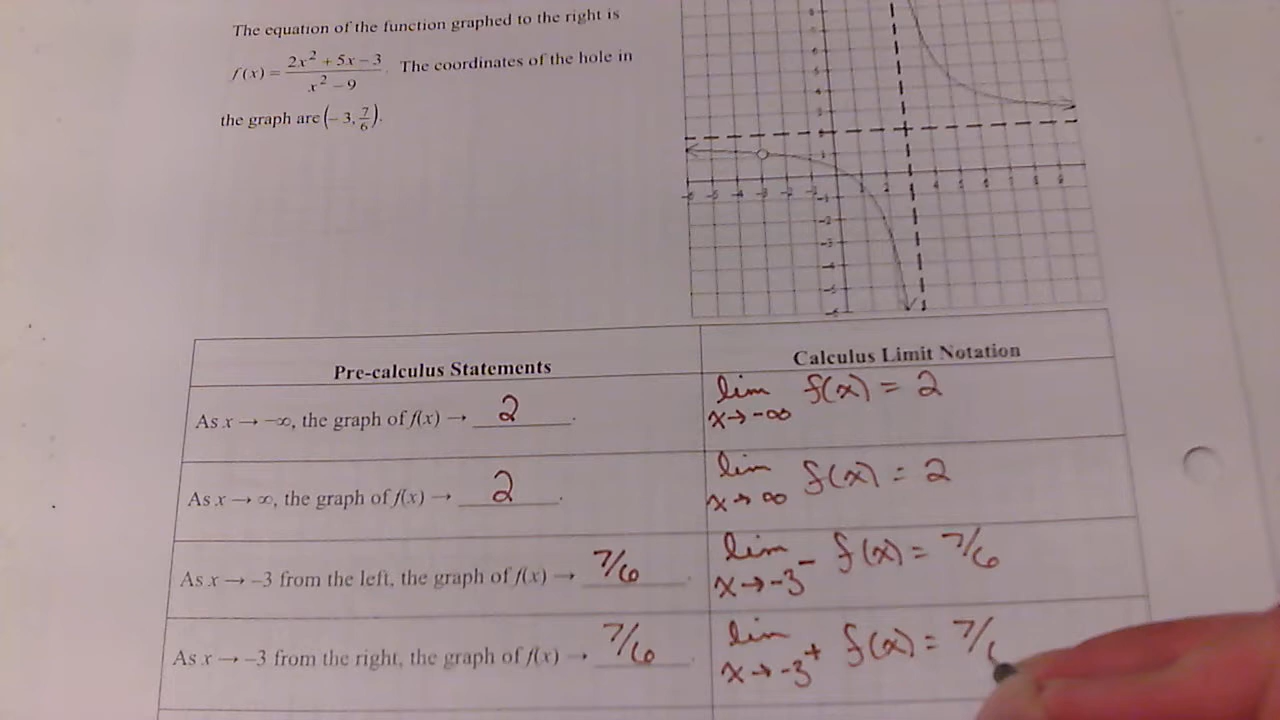 The equation of the function graphed to the right is
f(x) = (2x² + 5x − 3)/(x² − 9). The coordinates of the hole in
the graph are (−3, 7/6).
Pre-calculus Statements
Calculus Limit Notation
As x → −∞, the graph of f(x) → 2.
lim x→−∞ f(x) = 2
As x → ∞, the graph of f(x) → 2.
lim x→∞ f(x) = 2
As x → −3 from the left, the graph of f(x) → 7/6.
lim x→−3⁻ f(x) = 7/6
As x → −3 from the right, the graph of f(x) → 7/6.
lim x→−3⁺ f(x) = 7/